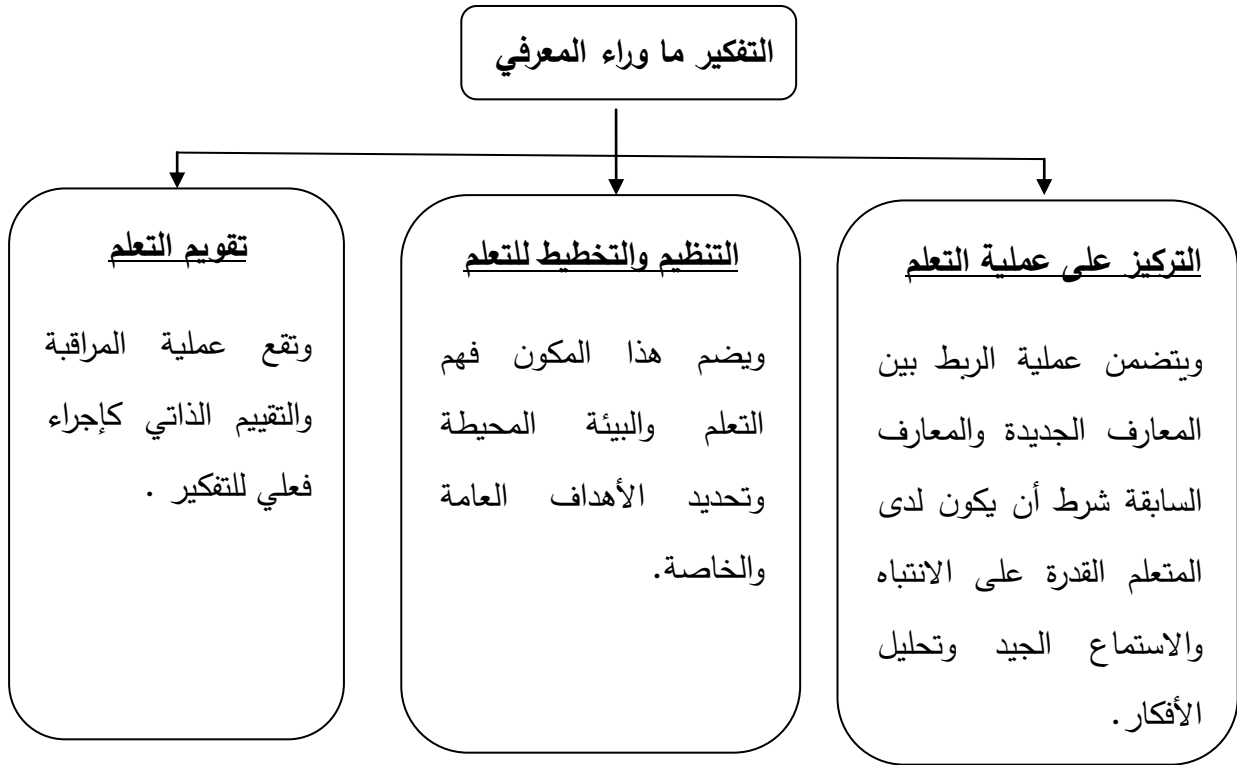 التفكير ما وراء المعرفي
التركيز على عملية التعلم
ويتضمن عملية الربط بين
المعارف الجديدة والمعارف
السابقة شرط أن يكون لدى
المتعلم القدرة على الانتباه
والاستماع الجيد وتحليل
الأفكار.
التنظيم والتخطيط للتعلم
ويضم هذا المكون فهم
التعلم والبيئة المحيطة
وتحديد الأهداف العامة
والخاصة.
تقويم التعلم
وتقع عملية المراقبة
والتقييم الذاتي كإجراء
فعلي للتفكير .